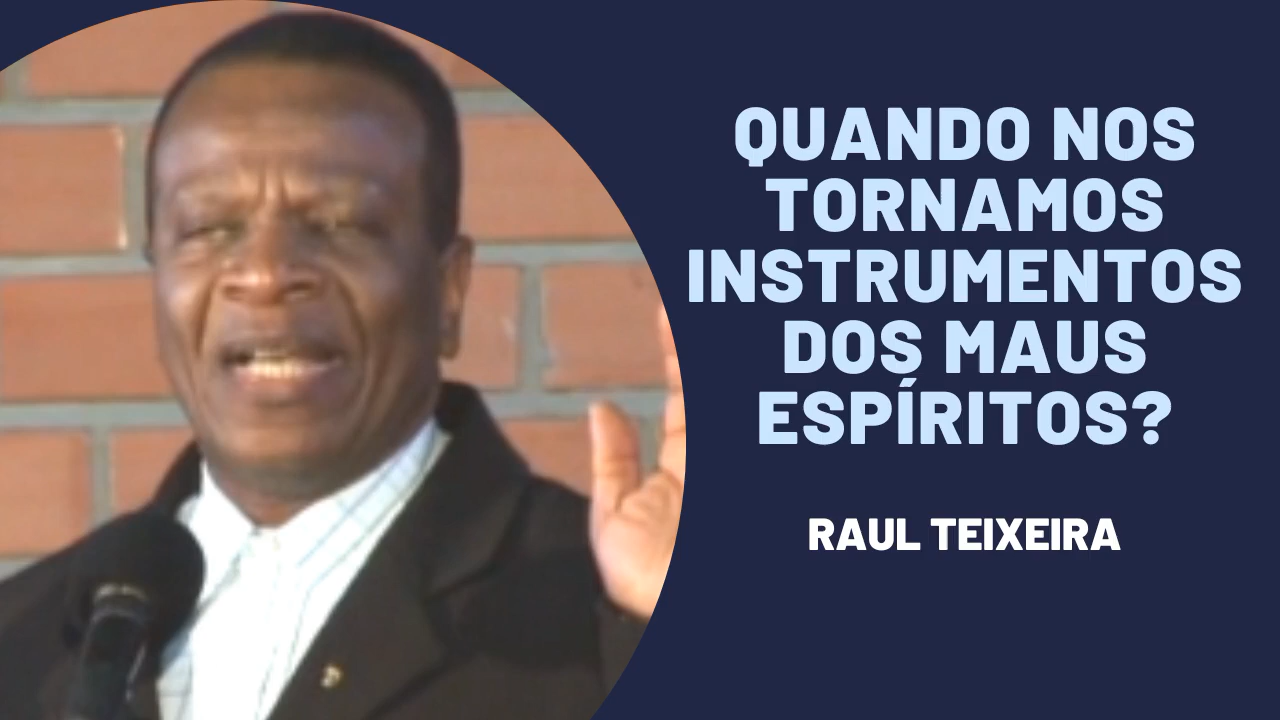 QUANDO NOS
TORNAMOS
INSTRUMENTOS
DOS MAUS
ESPÍRITOS?
RAUL TEIXEIRA